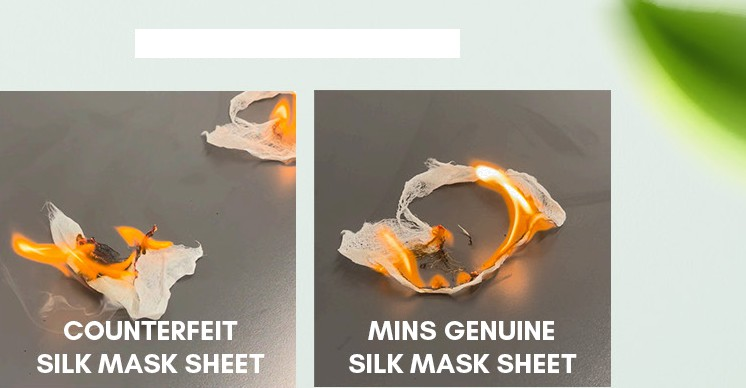 COUNTERFEIT
SILK MASK SHEET
MINS GENUINE
SILK MASK SHEET